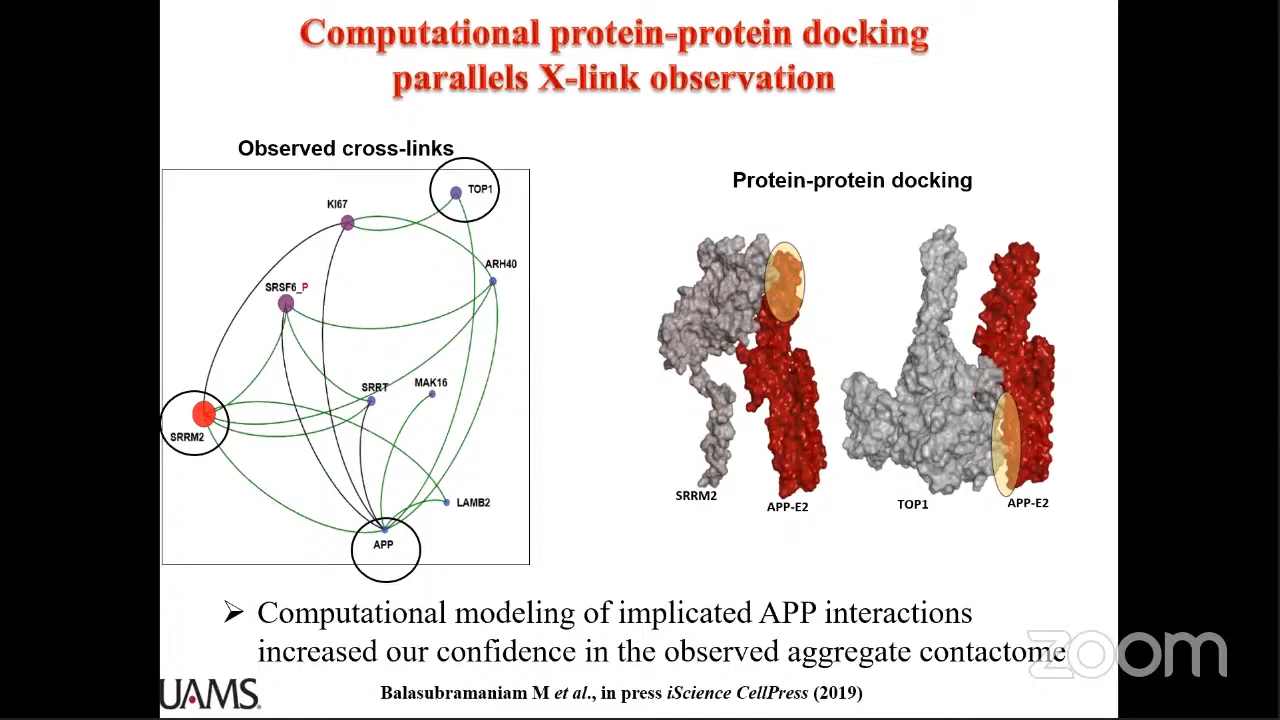 Computational protein-protein docking
parallels X-link observation
Observed cross-links
TOP1
KI67
ARH40
SRSF6_P
SRRT
MAK16
SRRM2
LAMB2
APP
Protein-protein docking
SRRM2
APP-E2
TOP1
APP-E2
➢ Computational modeling of implicated APP interactions
increased our confidence in the observed aggregate contactome
zoom
UAMS.
Balasubramaniam M et al., in press iScience CellPress (2019)